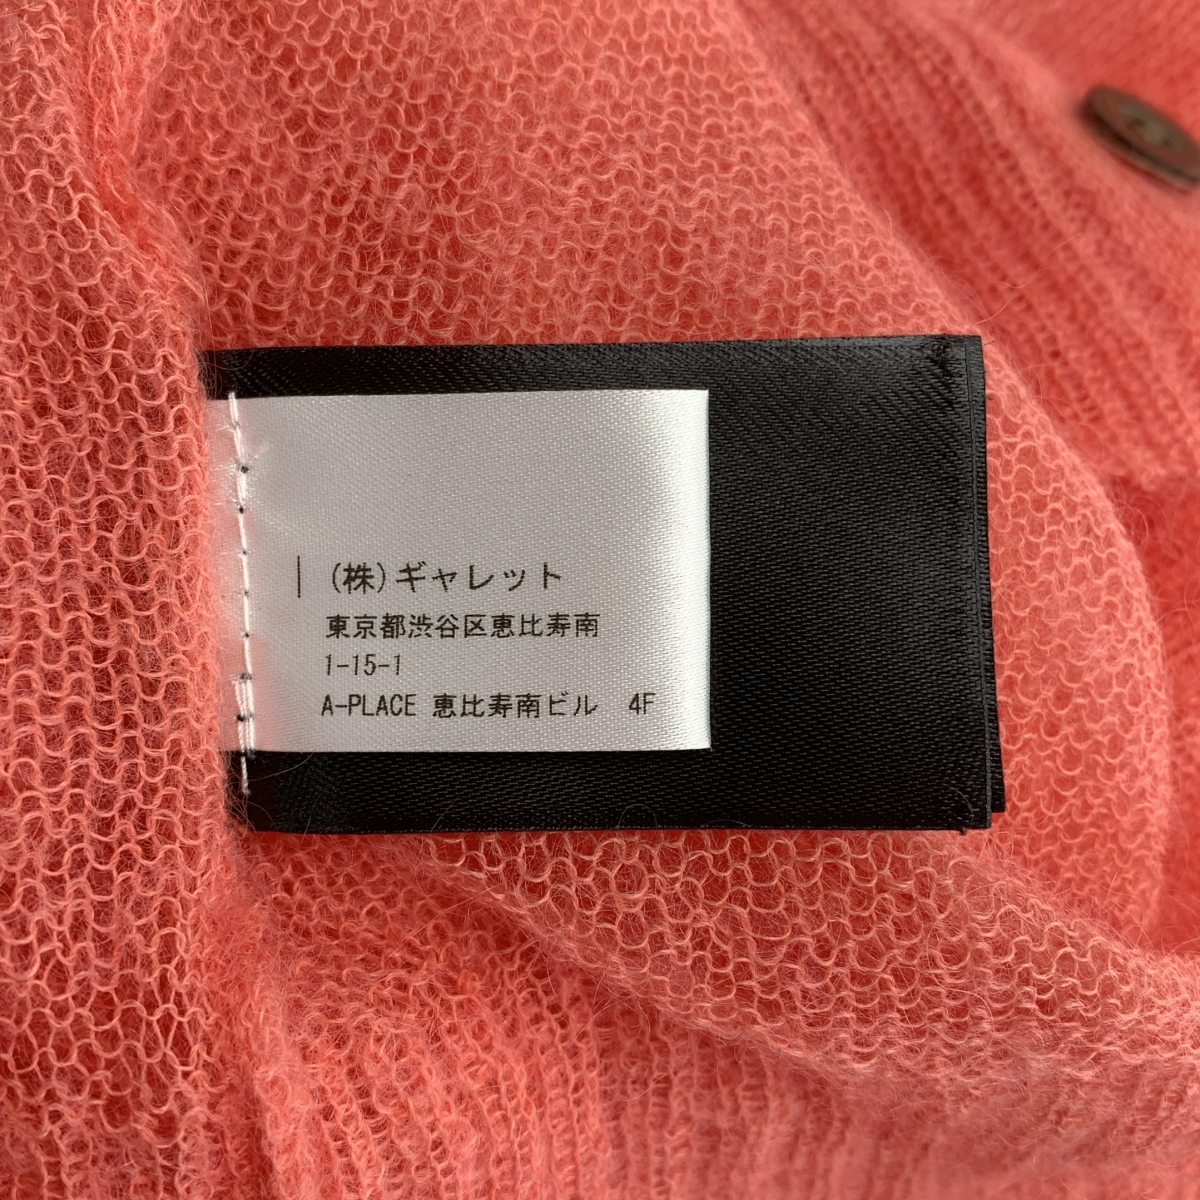 (株)ギャレット
東京都渋谷区恵比寿南
1-15-1
A-PLACE 恵比寿南ビル 4F